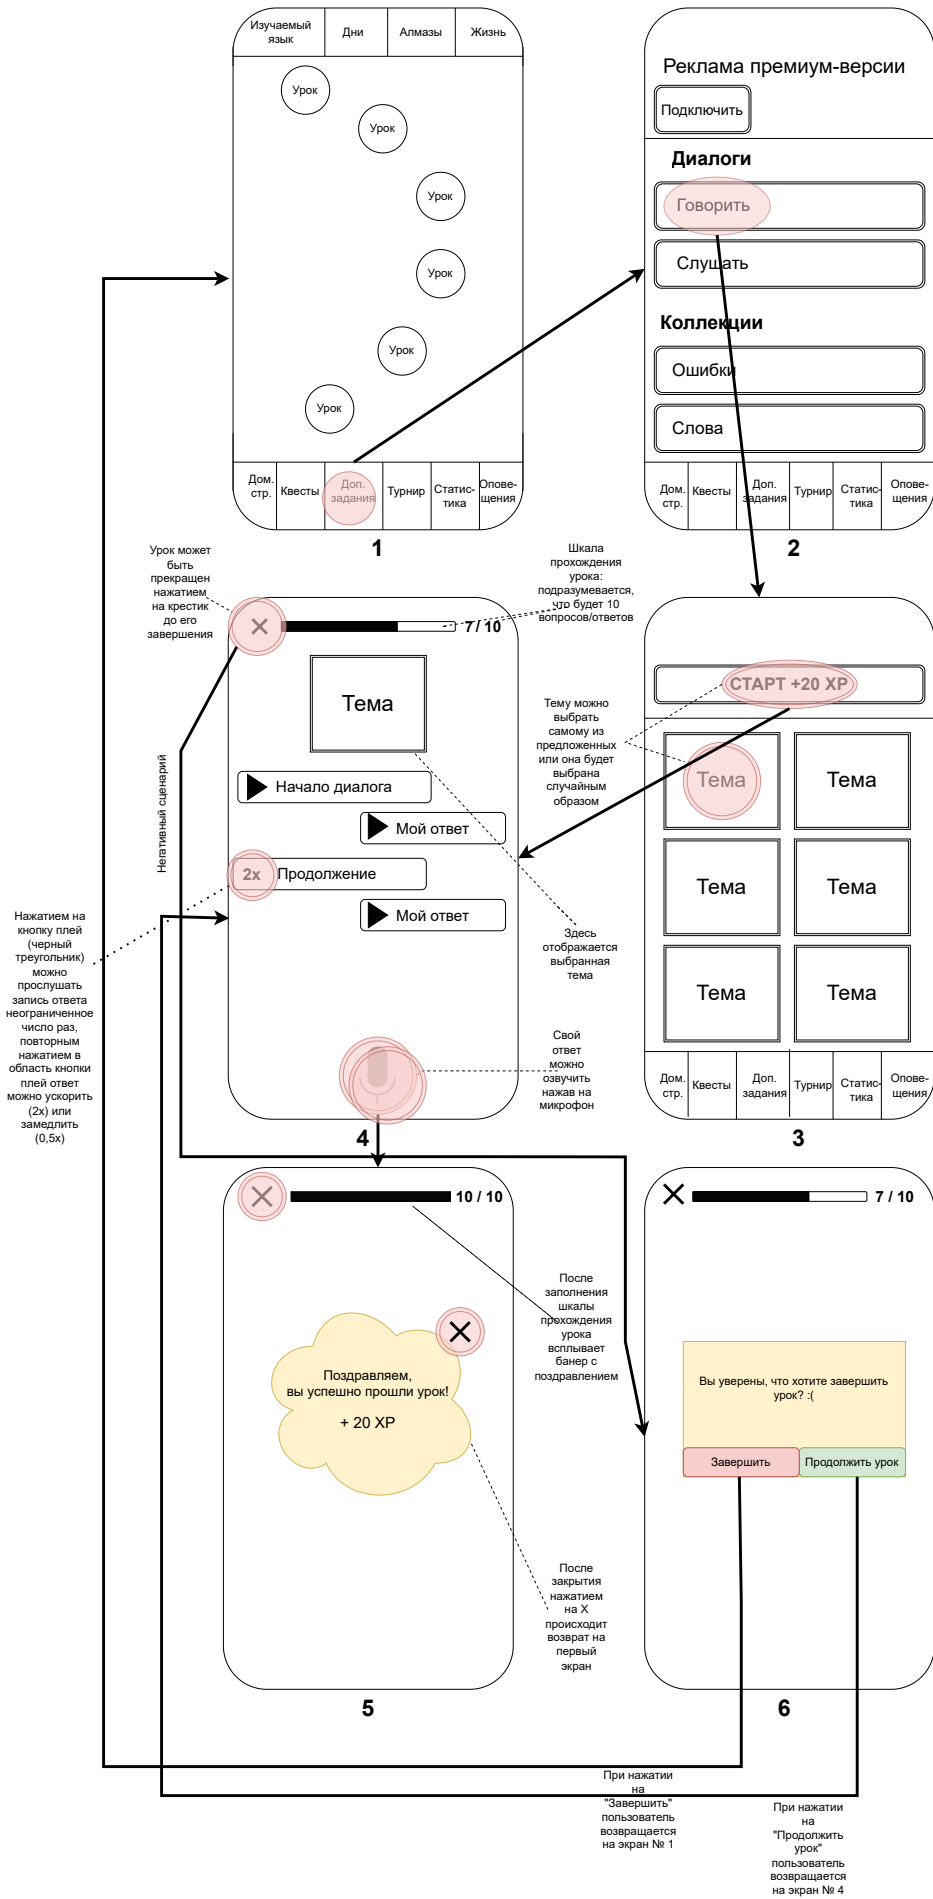 Изучаемый
язык
Дни
Алмазы
Жизнь
Урок
Урок
Урок
Урок
Урок
Урок
Дом.
стр.
Квесты
Доп.
задания
Турнир
Статис-
тика
Опове-
щения
1
Реклама премиум-версии
Подключить
Диалоги
Говорить
Слушать
Коллекции
Ошибки
Слова
Дом.
стр.
Квесты
Доп.
задания
Турнир
Статис-
тика
Опове-
щения
2
Урок может
быть
прекращен
нажатием
на крестик
до его
завершения
Шкала
прохождения
урока:
подразумевается,
что будет 10
вопросов/ответов
7 / 10
Тема
Начало диалога
Мой ответ
2x
Продолжение
Мой ответ
4
Негативный сценарий
Тему можно
выбрать
самому из
предложенных
или она будет
выбрана
случайным
образом
Здесь
отображается
выбранная
тема
Свой
ответ
можно
озвучить
нажав на
микрофон
Нажатием на
кнопку плей
(черный
треугольник)
можно
прослушать
запись ответа
неограниченное
число раз,
повторным
нажатием в
область кнопки
плей ответ
можно ускорить
(2x) или
замедлить
(0,5x)
СТАРТ +20 XP
Тема
Тема
Тема
Тема
Тема
Тема
Дом.
стр.
Квесты
Доп.
задания
Турнир
Статис-
тика
Опове-
щения
3
10 / 10
Поздравляем,
вы успешно прошли урок!
+ 20 XP
5
После
заполнения
шкалы
прохождения
урока
всплывает
банер с
поздравлением
После
закрытия
нажатием
на X
происходит
возврат на
первый
экран
7 / 10
Вы уверены, что хотите завершить
урок? :(
Завершить
Продолжить урок
6
При нажатии
на
"Завершить"
пользователь
возвращается
на экран № 1
При нажатии
на
"Продолжить
урок"
пользователь
возвращается
на экран № 4